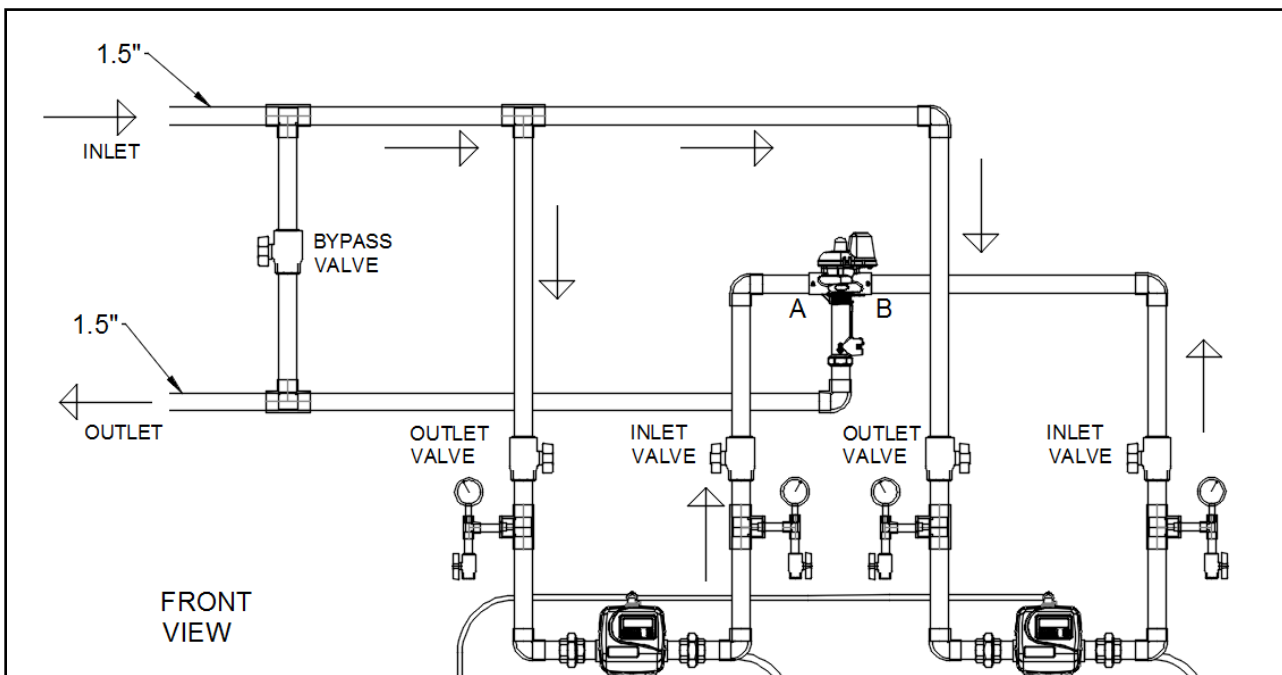 1.5"
INLET
BYPASS
VALVE
A
B
1.5"
OUTLET
OUTLET
VALVE
INLET
VALVE
OUTLET
VALVE
INLET
VALVE
FRONT
VIEW